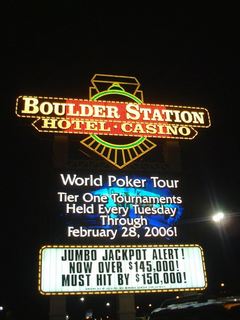 BOULDER STATION
HOTEL · CASINO
World Poker Tour
Tier One Tournaments
Held Every Tuesday
Through
February 28, 2006!
JUMBO JACKPOT ALERT!
NOW OVER $145,000!
MUST HIT BY $150,000!